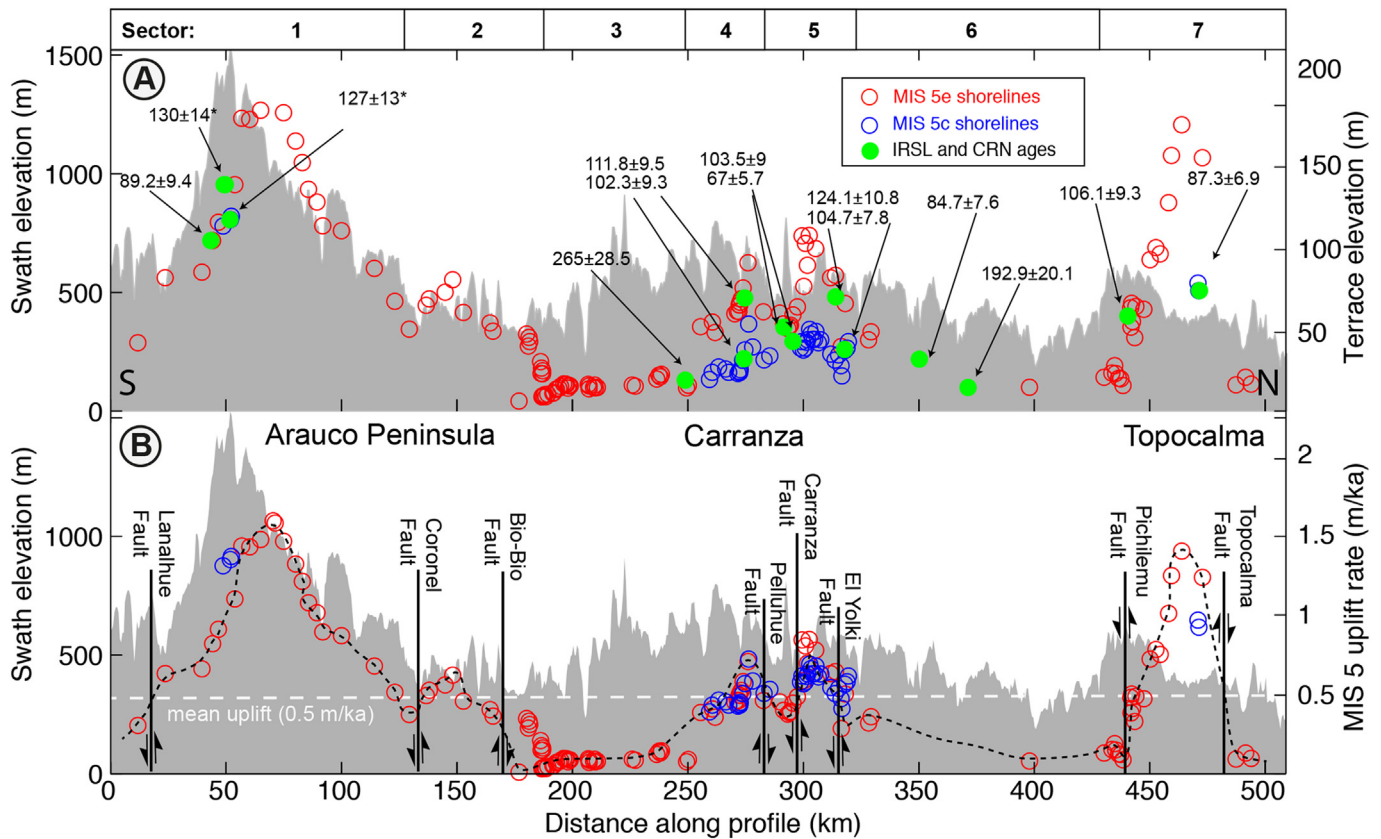 Sector: 1 2 3 4 5 6 7
A
1500
1000
500
0
Swath elevation (m)
200
150
100
50
Terrace elevation (m)
MIS 5e shorelines
MIS 5c shorelines
IRSL and CRN ages
130±14*
127±13*
89.2±9.4
111.8±9.5
102.3±9.3
103.5±9
67±5.7
124.1±10.8
104.7±7.8
265±28.5
84.7±7.6
192.9±20.1
106.1±9.3
87.3±6.9
S
N
B
Arauco Peninsula
Carranza
Topocalma
1000
500
0
Swath elevation (m)
2
1.5
1
0.5
0
MIS 5 uplift rate (m/ka)
Lanalhue
Fault
Coronel
Fault
Bio-Bio
Fault
Pelluhue
Fault
Carranza
Fault
El Yolki
Fault
Pichilemu
Fault
Topocalma
Fault
mean uplift (0.5 m/ka)
0 50 100 150 200 250 300 350 400 450 500
Distance along profile (km)